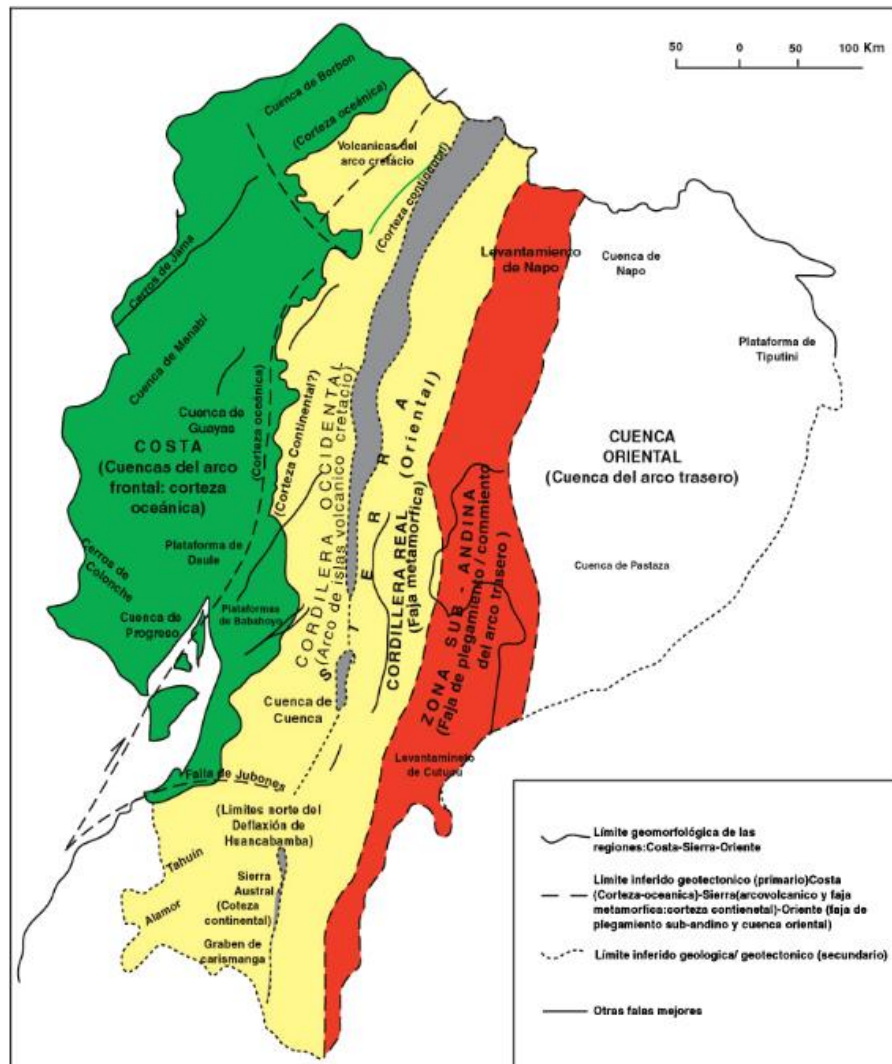 50 0 50 100 Km
Cuenca de Borbon
(Corteza oceánica)
Volcanicas del
arco cretácio
(Corteza continental)
Levantamiento
de Napo
Cuenca de
Napo
Cerros de Jama
Plataforma de
Tiputini
Cuenca de Manabí
Cuenca de
Guayas
(Corteza oceánica)
(Corteza Continental?)
COSTA
(Cuencas del arco
frontal: corteza
oceánica)
CORDILLERA OCCIDENTAL
(Arco de islas volcanico cretacio)
S I E R R A (Oriental)
CORDILLERA REAL
(Faja metamorfica)
ZONA SUB - ANDINA
(Faja de plegamiento / commiento
del arco trasero)
CUENCA
ORIENTAL
(Cuenca del arco trasero)
Cuenca de Pastaza
Plataforma de
Daule
Cerros de
Colonche
Cuenca de
Progreso
Plataformas
de Babahoyo
Cuenca de
Cuenca
Levantamineto
de Cutucú
Falla de Jubones
(Limites norte del
Deflaxión de
Huancabamba)
Tahuin
Sierra
Austral
(Coteza
continental)
Alamor
Graben de
carismanga
Límite geomorfológica de las
regiones:Costa-Sierra-Oriente
Limite inferido geotectonico (primario)Costa
(Corteza-oceanica)-Sierra(arcovolcanico y faja
metamorfica:corteza contienetal)-Oriente (faja de
plegamiento sub-andino y cuenca oriental)
Límite inferido geologica/ geotectonico (secundario)
Otras falas mejores